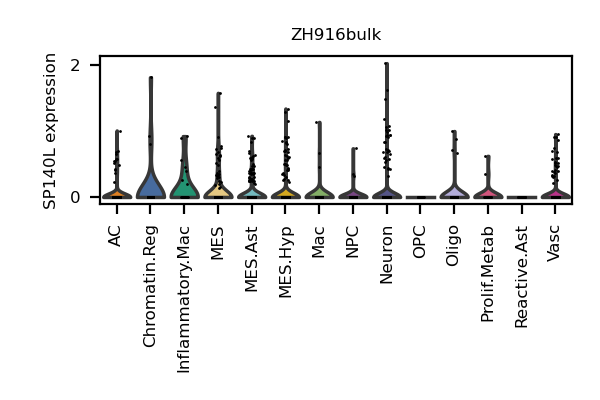 ZH916bulk
SP140L expression
2
0
AC
Chromatin.Reg
Inflammatory.Mac
MES
MES.Ast
MES.Hyp
Mac
NPC
Neuron
OPC
Oligo
Prolif.Metab
Reactive.Ast
Vasc